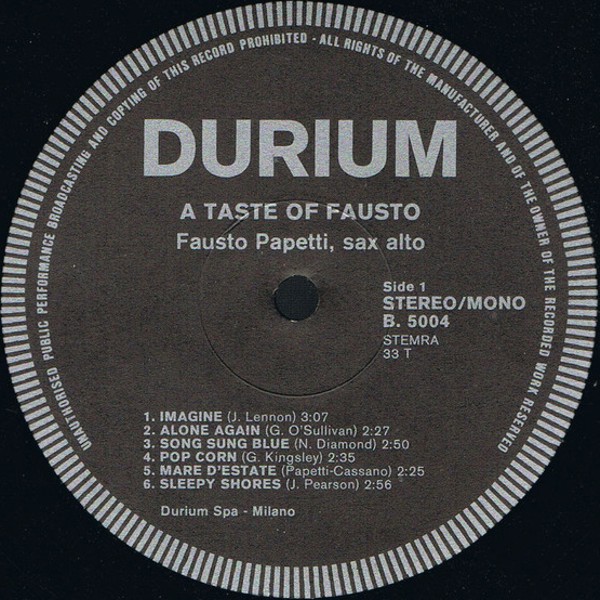 UNAUTHORISED PUBLIC PERFORMANCE BROADCASTING AND COPYING OF THIS RECORD PROHIBITED - ALL RIGHTS OF THE MANUFACTURER AND OF THE OWNER OF THE RECORDED WORK RESERVED
DURIUM
A TASTE OF FAUSTO
Fausto Papetti, sax alto
Side 1
STEREO/MONO
B. 5004
STEMRA
33 T
1. IMAGINE (J. Lennon) 3:07
2. ALONE AGAIN (G. O'Sullivan) 2:27
3. SONG SUNG BLUE (N. Diamond) 2:50
4. POP CORN (G. Kingsley) 2:35
5. MARE D'ESTATE (Papetti-Cassano) 2:25
6. SLEEPY SHORES (J. Pearson) 2:56
Durium Spa - Milano